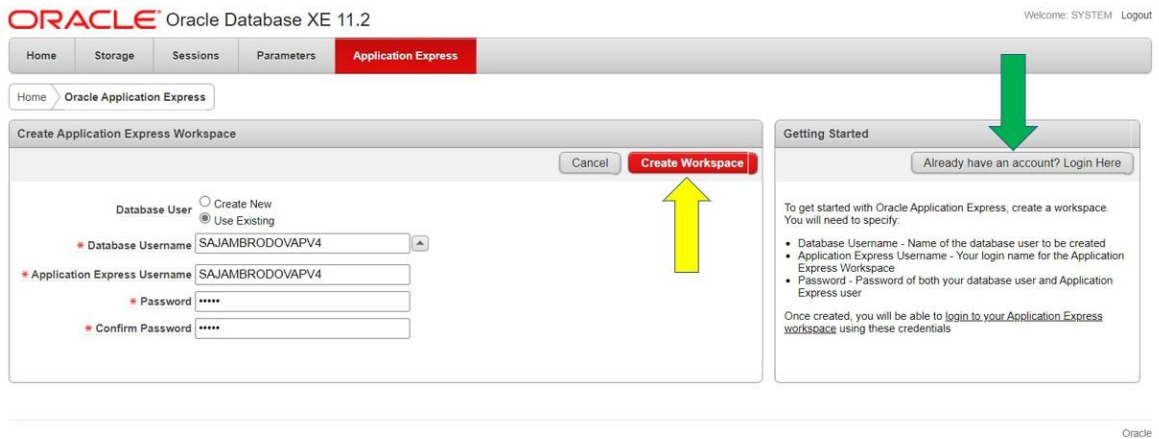 ORACLE Oracle Database XE 11.2
Welcome: SYSTEM Logout
Home Storage Sessions Parameters Application Express
Home Oracle Application Express
Create Application Express Workspace
Cancel Create Workspace
Database User Create New
Use Existing
* Database Username SAJAMBRODOVAPV4
* Application Express Username SAJAMBRODOVAPV4
* Password •••••
* Confirm Password •••••
Getting Started
Already have an account? Login Here
To get started with Oracle Application Express, create a workspace.
You will need to specify:
• Database Username - Name of the database user to be created
• Application Express Username - Your login name for the Application
Express Workspace
• Password - Password of both your database user and Application
Express user
Once created, you will be able to login to your Application Express
workspace using these credentials
Oracle